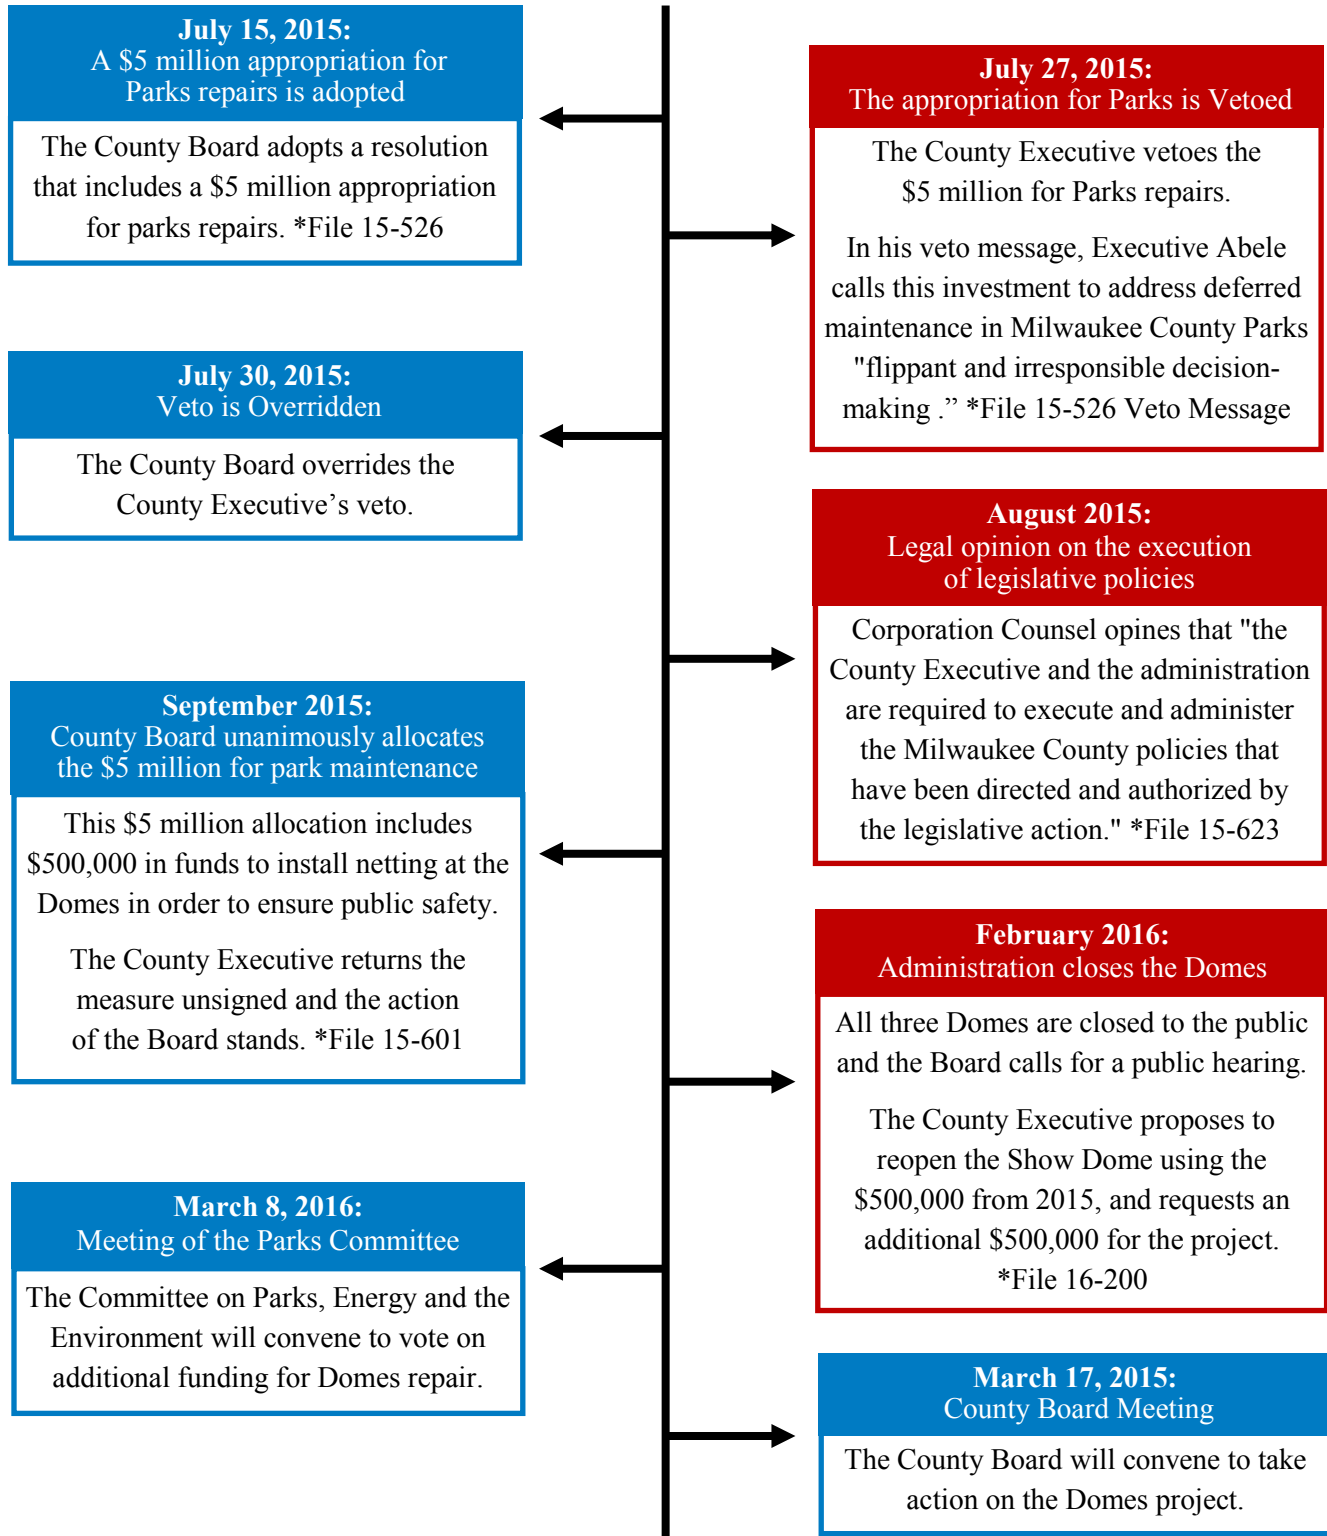 July 15, 2015:
A $5 million appropriation for
Parks repairs is adopted
The County Board adopts a resolution
that includes a $5 million appropriation
for parks repairs. *File 15-526
July 27, 2015:
The appropriation for Parks is Vetoed
The County Executive vetoes the
$5 million for Parks repairs.
In his veto message, Executive Abele
calls this investment to address deferred
maintenance in Milwaukee County Parks
"flippant and irresponsible decision-
making .” *File 15-526 Veto Message
July 30, 2015:
Veto is Overridden
The County Board overrides the
County Executive’s veto.
August 2015:
Legal opinion on the execution
of legislative policies
Corporation Counsel opines that "the
County Executive and the administration
are required to execute and administer
the Milwaukee County policies that
have been directed and authorized by
the legislative action." *File 15-623
September 2015:
County Board unanimously allocates
the $5 million for park maintenance
This $5 million allocation includes
$500,000 in funds to install netting at the
Domes in order to ensure public safety.
The County Executive returns the
measure unsigned and the action
of the Board stands. *File 15-601
February 2016:
Administration closes the Domes
All three Domes are closed to the public
and the Board calls for a public hearing.
The County Executive proposes to
reopen the Show Dome using the
$500,000 from 2015, and requests an
additional $500,000 for the project.
*File 16-200
March 8, 2016:
Meeting of the Parks Committee
The Committee on Parks, Energy and the
Environment will convene to vote on
additional funding for Domes repair.
March 17, 2015:
County Board Meeting
The County Board will convene to take
action on the Domes project.